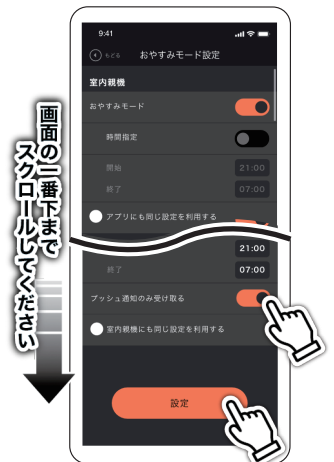 画面の一番下まで
スクロールしてください
9:41
もどる おやすみモード設定
室内親機
おやすみモード
時間指定
開始 21:00
終了 07:00
アプリにも同じ設定を利用する
21:00
終了 07:00
プッシュ通知のみ受け取る
室内親機にも同じ設定を利用する
設定